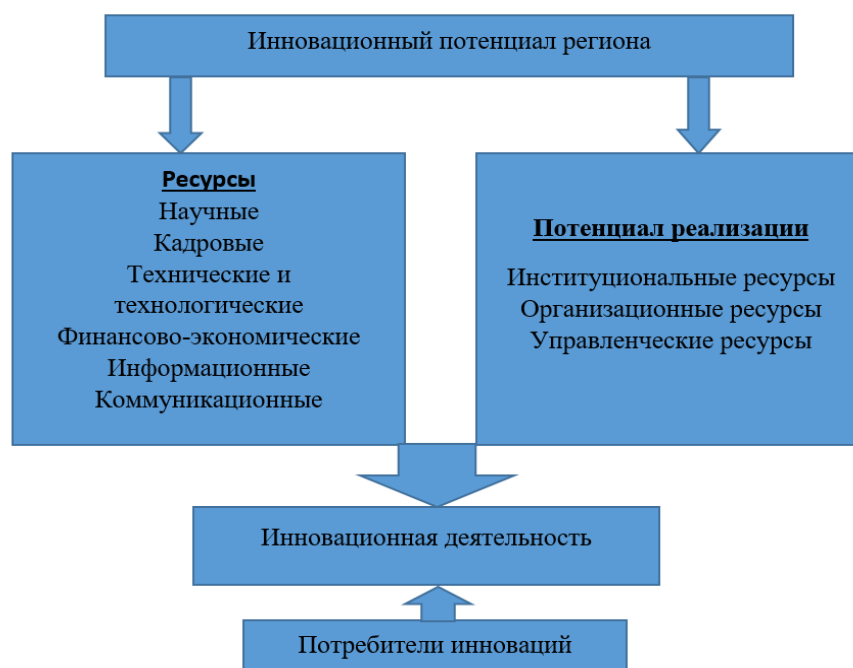 Инновационный потенциал региона
Ресурсы
Научные
Кадровые
Технические и
технологические
Финансово-экономические
Информационные
Коммуникационные
Потенциал реализации
Институциональные ресурсы
Организационные ресурсы
Управленческие ресурсы
Инновационная деятельность
Потребители инноваций